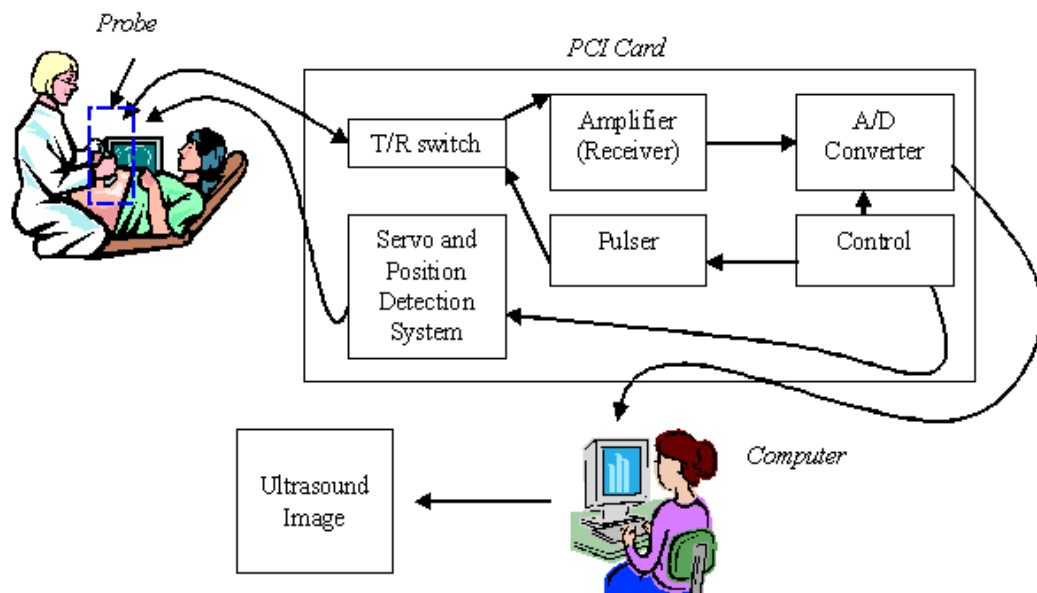 Probe
PCI Card
T/R switch
Amplifier
(Receiver)
A/D
Converter
Servo and
Position
Detection
System
Pulser
Control
Ultrasound
Image
Computer